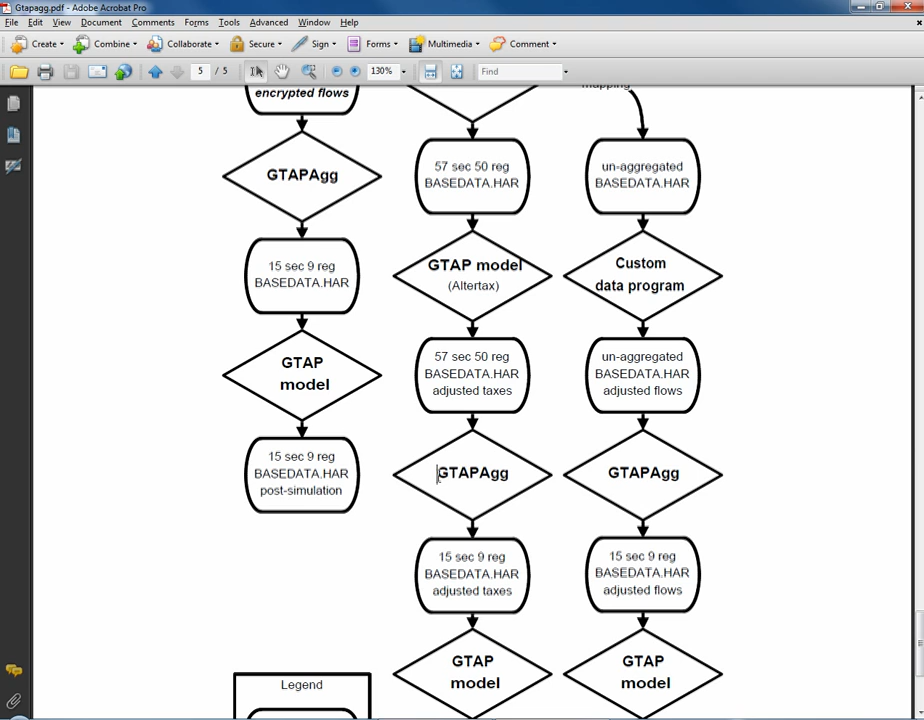 Gtapagg.pdf - Adobe Acrobat Pro
File Edit View Document Comments Forms Tools Advanced Window Help
Create Combine Collaborate Secure Sign Forms Multimedia Comment
5 / 5 130% Find
encrypted flows
mapping
GTAPAgg
57 sec 50 reg
BASEDATA.HAR
un-aggregated
BASEDATA.HAR
15 sec 9 reg
BASEDATA.HAR
GTAP model
(Altertax)
Custom
data program
GTAP
model
57 sec 50 reg
BASEDATA.HAR
adjusted taxes
un-aggregated
BASEDATA.HAR
adjusted flows
15 sec 9 reg
BASEDATA.HAR
post-simulation
GTAPAgg
GTAPAgg
15 sec 9 reg
BASEDATA.HAR
adjusted taxes
15 sec 9 reg
BASEDATA.HAR
adjusted flows
GTAP
model
GTAP
model
Legend